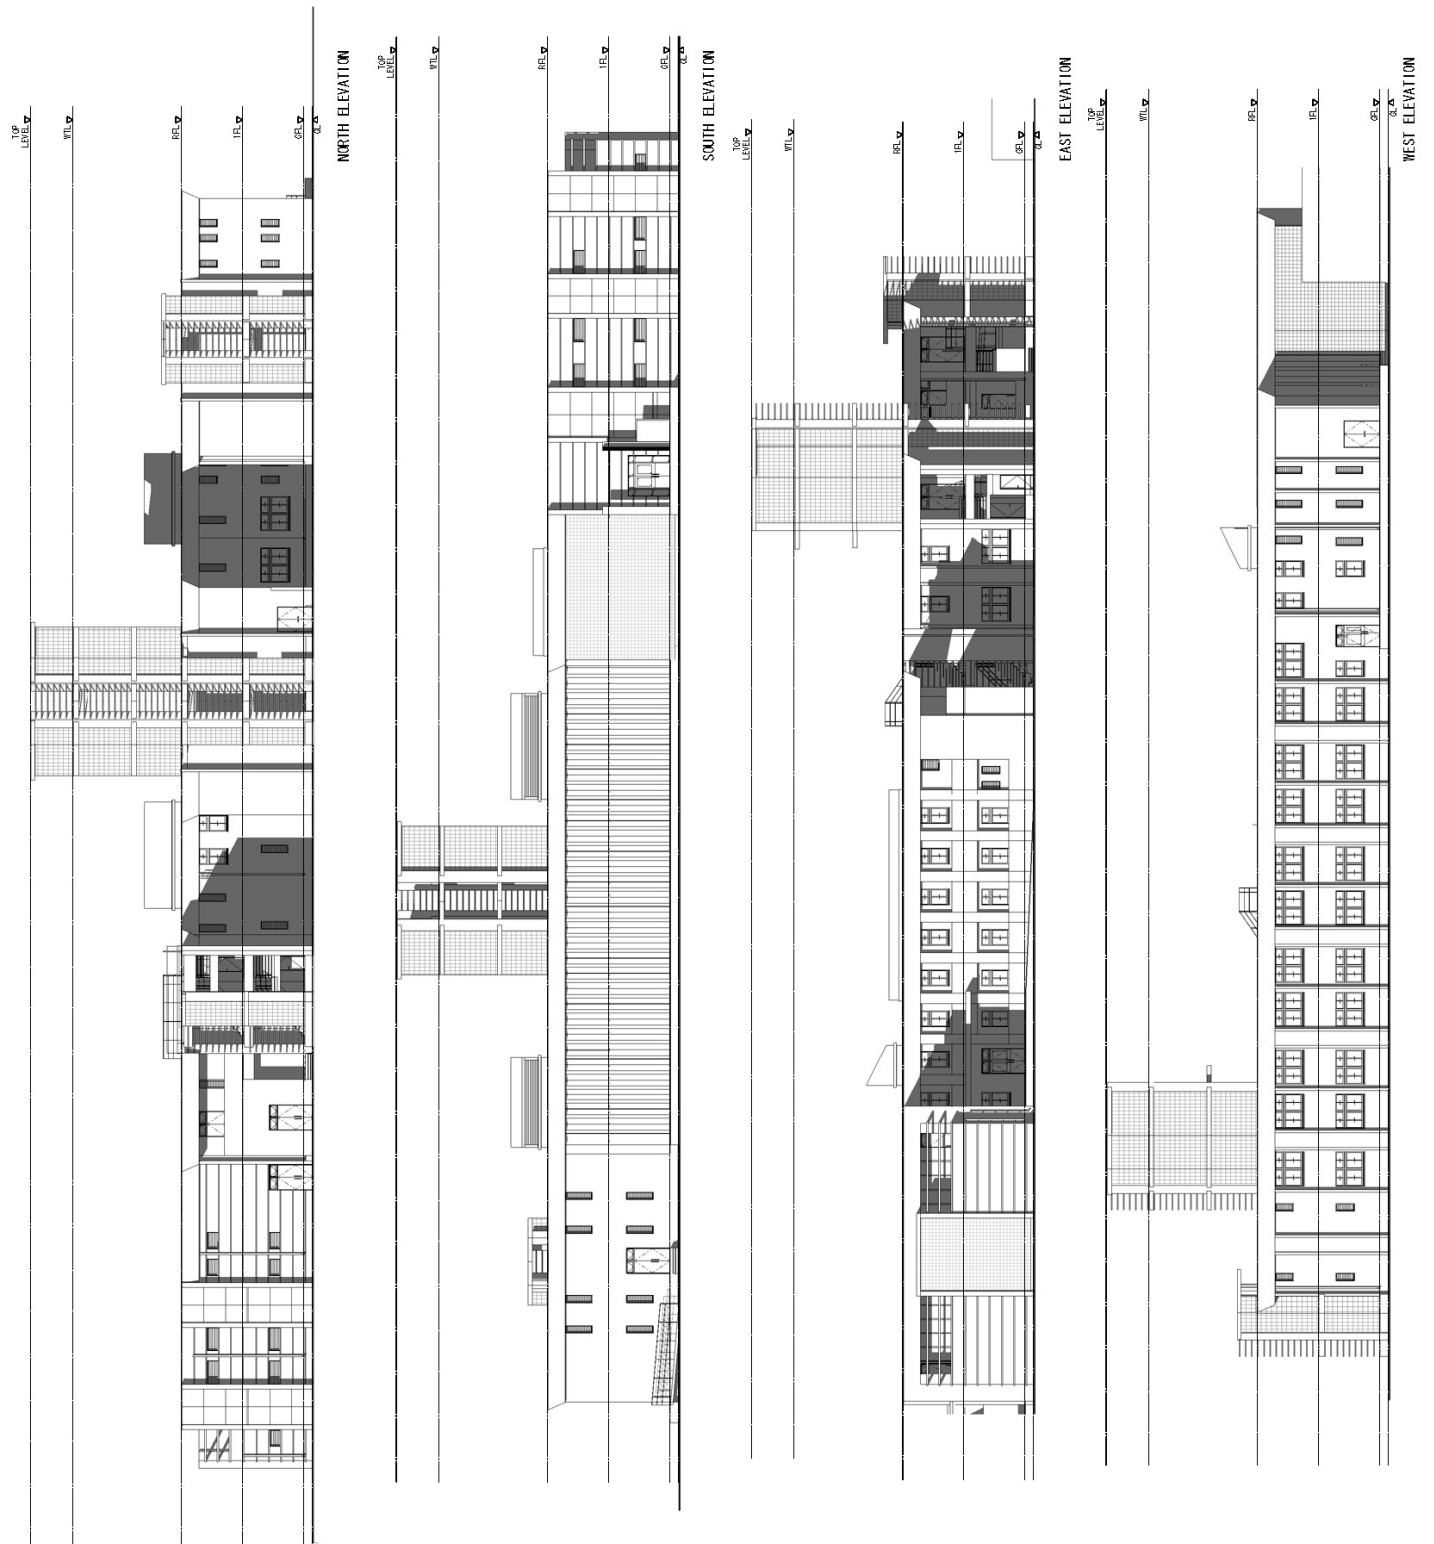 TOP
LEVEL
WTL
RFL
1FL
GFL
GL
NORTH ELEVATION
TOP
LEVEL
WTL
RFL
1FL
GFL
GL
SOUTH ELEVATION
TOP
LEVEL
WTL
RFL
1FL
GFL
GL
EAST ELEVATION
TOP
LEVEL
WTL
RFL
1FL
GFL
GL
WEST ELEVATION